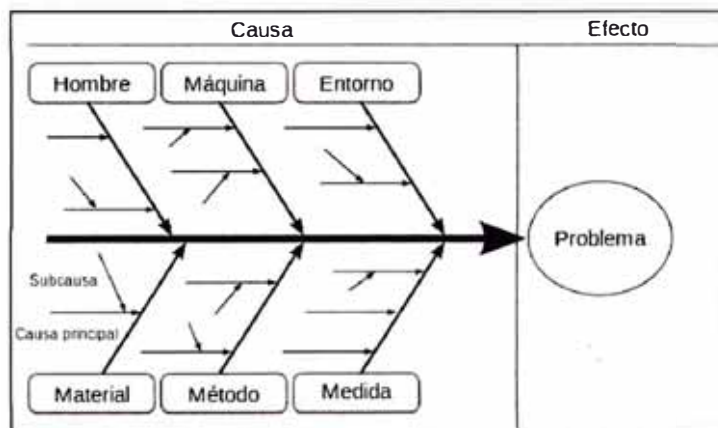 Causa
Efecto
Hombre
Máquina
Entorno
Problema
Subcausa
Causa principal
Material
Método
Medida